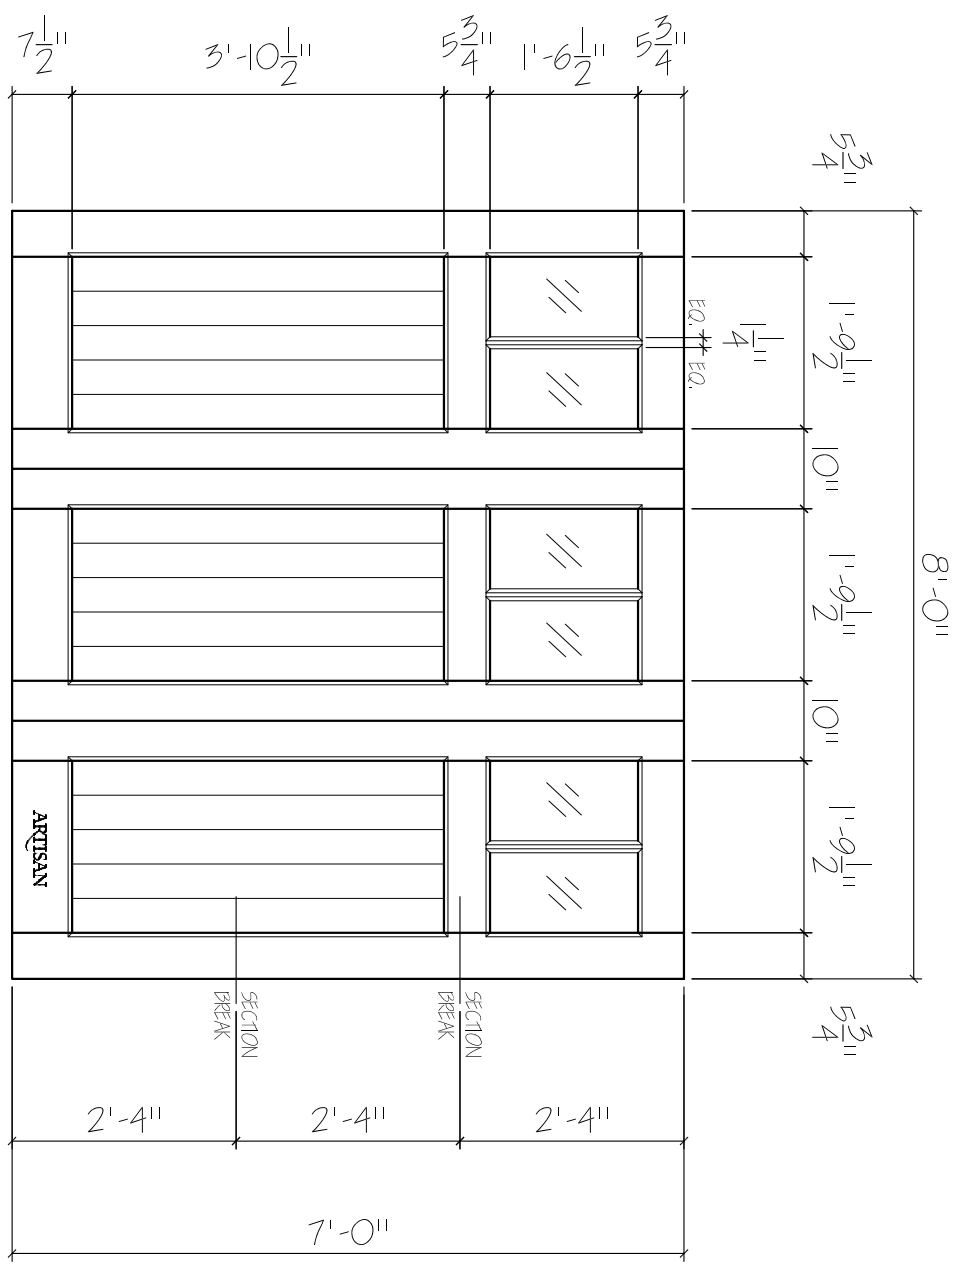 7 1/2"
3'-10 1/2"
5 3/4"
1'-6 1/2"
5 3/4"
5 3/4"
1'-9 1/2"
10"
1'-9 1/2"
10"
1'-9 1/2"
5 3/4"
8'-0"
EQ.
1 1/4"
EQ.
ARTISAN
SECTION
BREAK
SECTION
BREAK
2'-4"
2'-4"
2'-4"
7'-0"